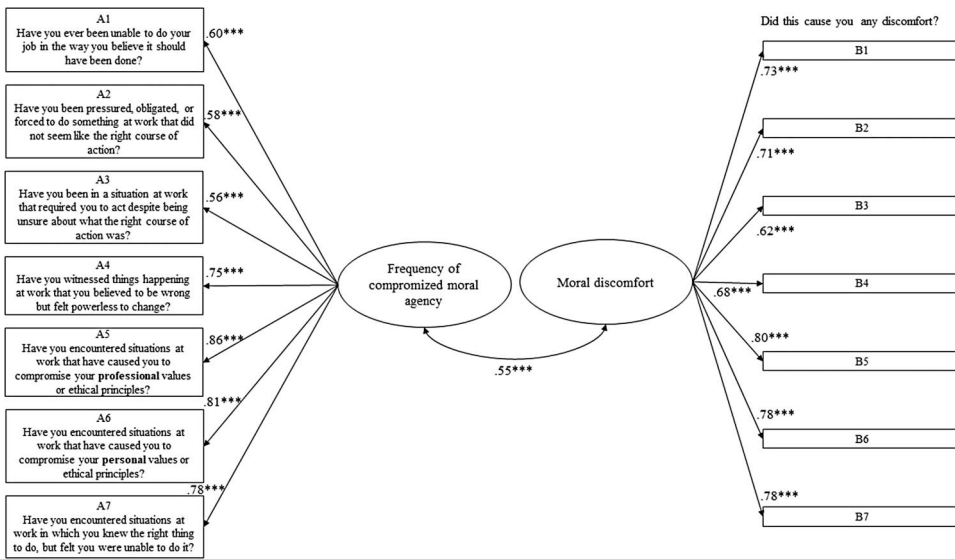 A1
Have you ever been unable to do your
job in the way you believe it should
have been done?
.60***
A2
Have you been pressured, obligated, or
forced to do something at work that did
not seem like the right course of
action?
.58***
A3
Have you been in a situation at work
that required you to act despite being
unsure about what the right course of
action was?
.56***
A4
Have you witnessed things happening
at work that you believed to be wrong
but felt powerless to change?
.75***
A5
Have you encountered situations at
work that have caused you to
compromise your professional values
or ethical principles?
.86***
A6
Have you encountered situations at
work that have caused you to
compromise your personal values or
ethical principles?
.81***
A7
Have you encountered situations at
work in which you knew the right thing
to do, but felt you were unable to do it?
.78***
Frequency of
compromized moral
agency
Moral discomfort
.55***
Did this cause you any discomfort?
B1
.73***
B2
.71***
B3
.62***
B4
.68***
B5
.80***
B6
.78***
B7
.78***